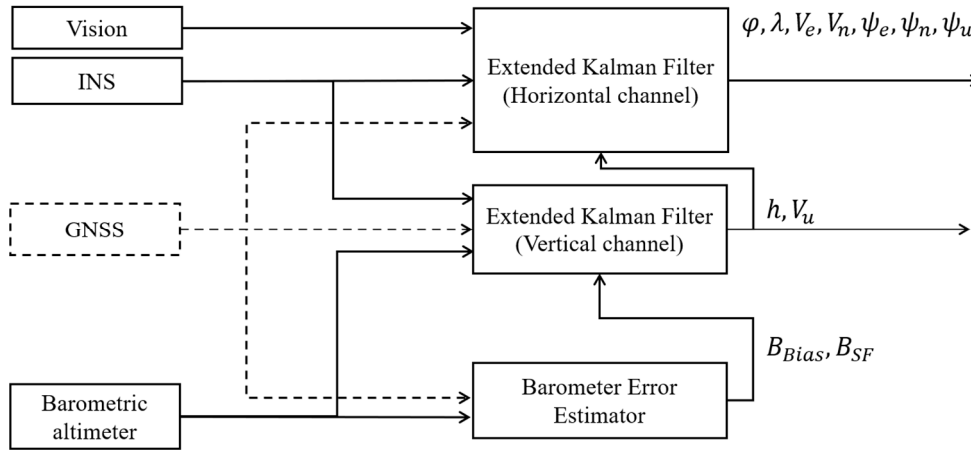 Vision
INS
GNSS
Barometric
altimeter
Extended Kalman Filter
(Horizontal channel)
Extended Kalman Filter
(Vertical channel)
Barometer Error
Estimator
φ, λ, V_e, V_n, ψ_e, ψ_n, ψ_u
h, V_u
B_Bias, B_SF